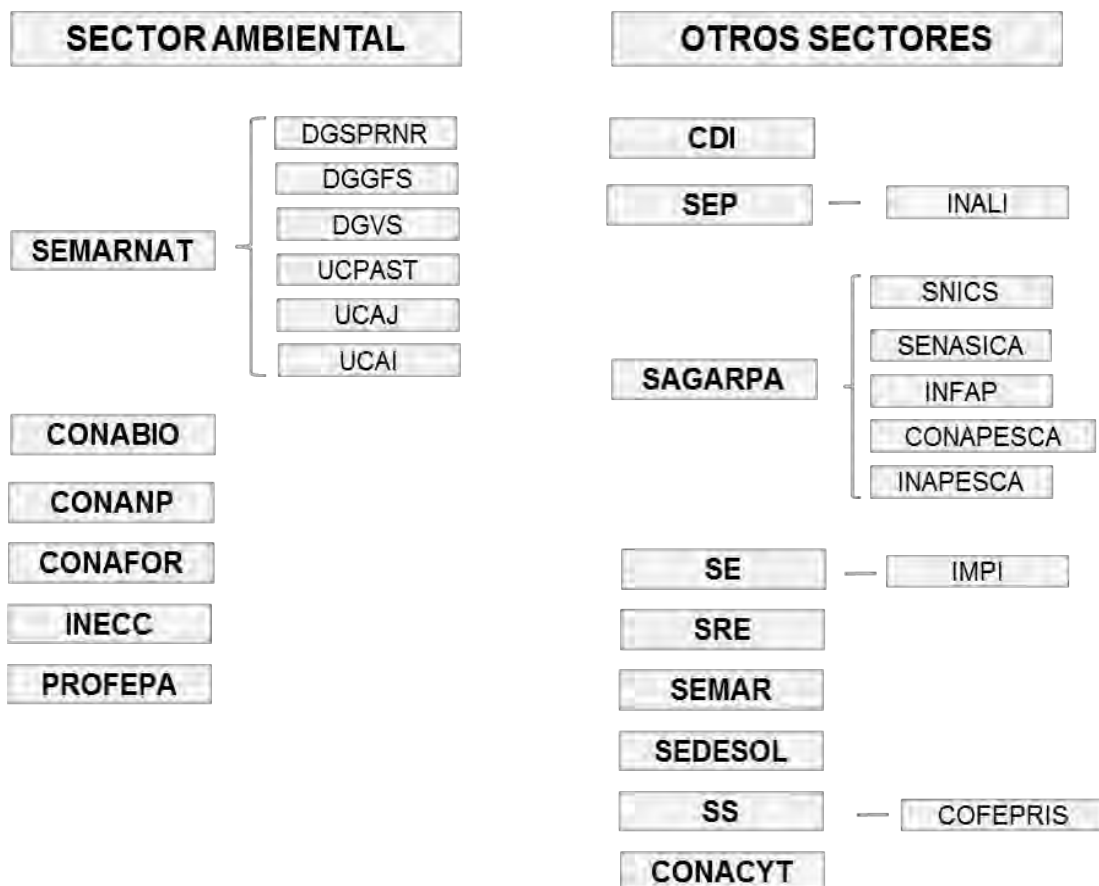 SECTOR AMBIENTAL
SEMARNAT
DGSPRNR
DGGFS
DGVS
UCPAST
UCAJ
UCAI
CONABIO
CONANP
CONAFOR
INECC
PROFEPA
OTROS SECTORES
CDI
SEP
INALI
SAGARPA
SNICS
SENASICA
INFAP
CONAPESCA
INAPESCA
SE
IMPI
SRE
SEMAR
SEDESOL
SS
COFEPRIS
CONACYT